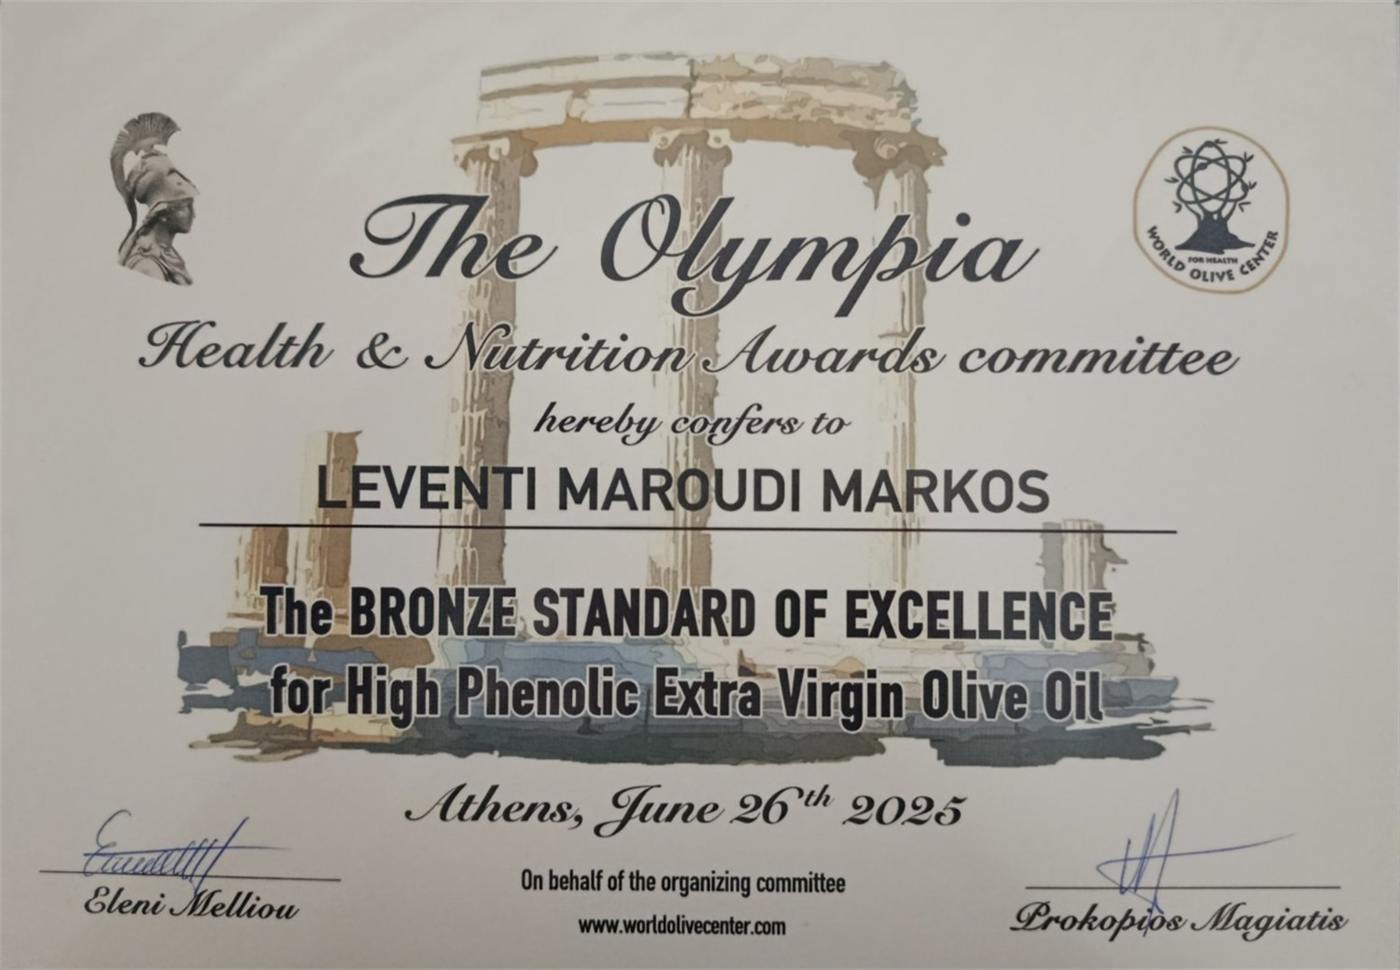 The Olympia
WORLD OLIVE CENTER
FOR HEALTH
Health & Nutrition Awards committee
hereby confers to
LEVENTI MAROUDI MARKOS
The BRONZE STANDARD OF EXCELLENCE
for High Phenolic Extra Virgin Olive Oil
Athens, June 26th 2025
On behalf of the organizing committee
www.worldolivecenter.com
Eleni Melliou
Prokopios Magiatis